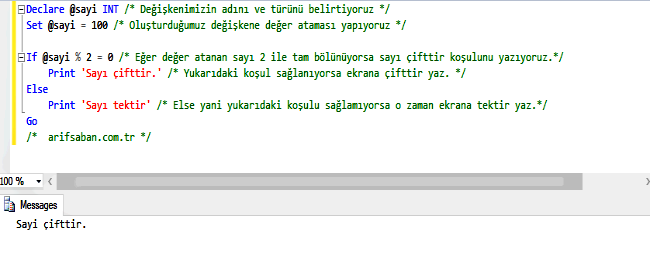 Declare @sayi INT /* Değişkenimizin adını ve türünü belirtiyoruz */
Set @sayi = 100 /* Oluşturduğumuz değişkene değer ataması yapıyoruz */
If @sayi % 2 = 0 /* Eğer değer atanan sayı 2 ile tam bölünüyorsa sayı çifttir koşulunu yazıyoruz.*/
Print 'Sayı çifttir.' /* Yukarıdaki koşul sağlanıyorsa ekrana çifttir yaz. */
Else
Print 'Sayı tektir' /* Else yani yukarıdaki koşulu sağlamıyorsa o zaman ekrana tektir yaz.*/
Go
/* arifsaban.com.tr */
100 %
Messages
Sayi çifttir.